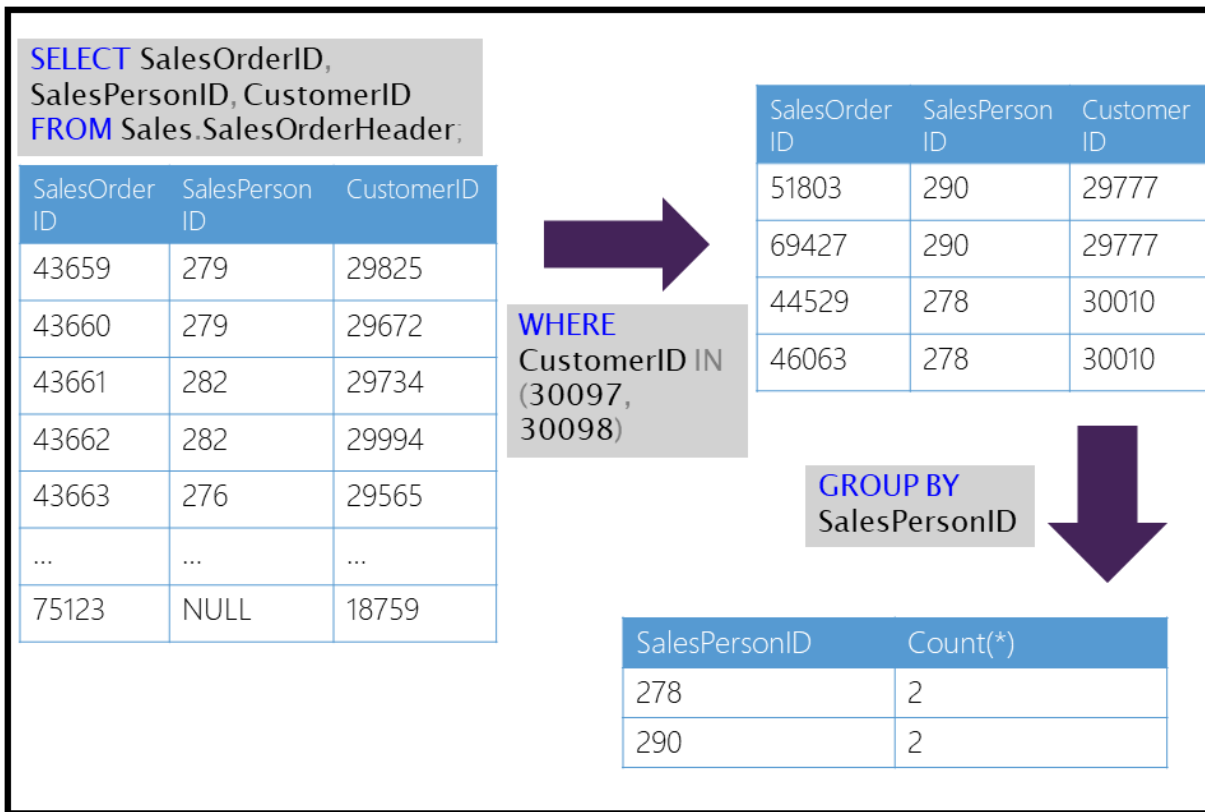 SELECT SalesOrderID,
SalesPersonID, CustomerID
FROM Sales.SalesOrderHeader;
SalesOrder ID SalesPerson ID CustomerID
43659 279 29825
43660 279 29672
43661 282 29734
43662 282 29994
43663 276 29565
... ... ...
75123 NULL 18759
WHERE
CustomerID IN
(30097,
30098)
SalesOrder ID SalesPerson ID Customer ID
51803 290 29777
69427 290 29777
44529 278 30010
46063 278 30010
GROUP BY
SalesPersonID
SalesPersonID Count(*)
278 2
290 2